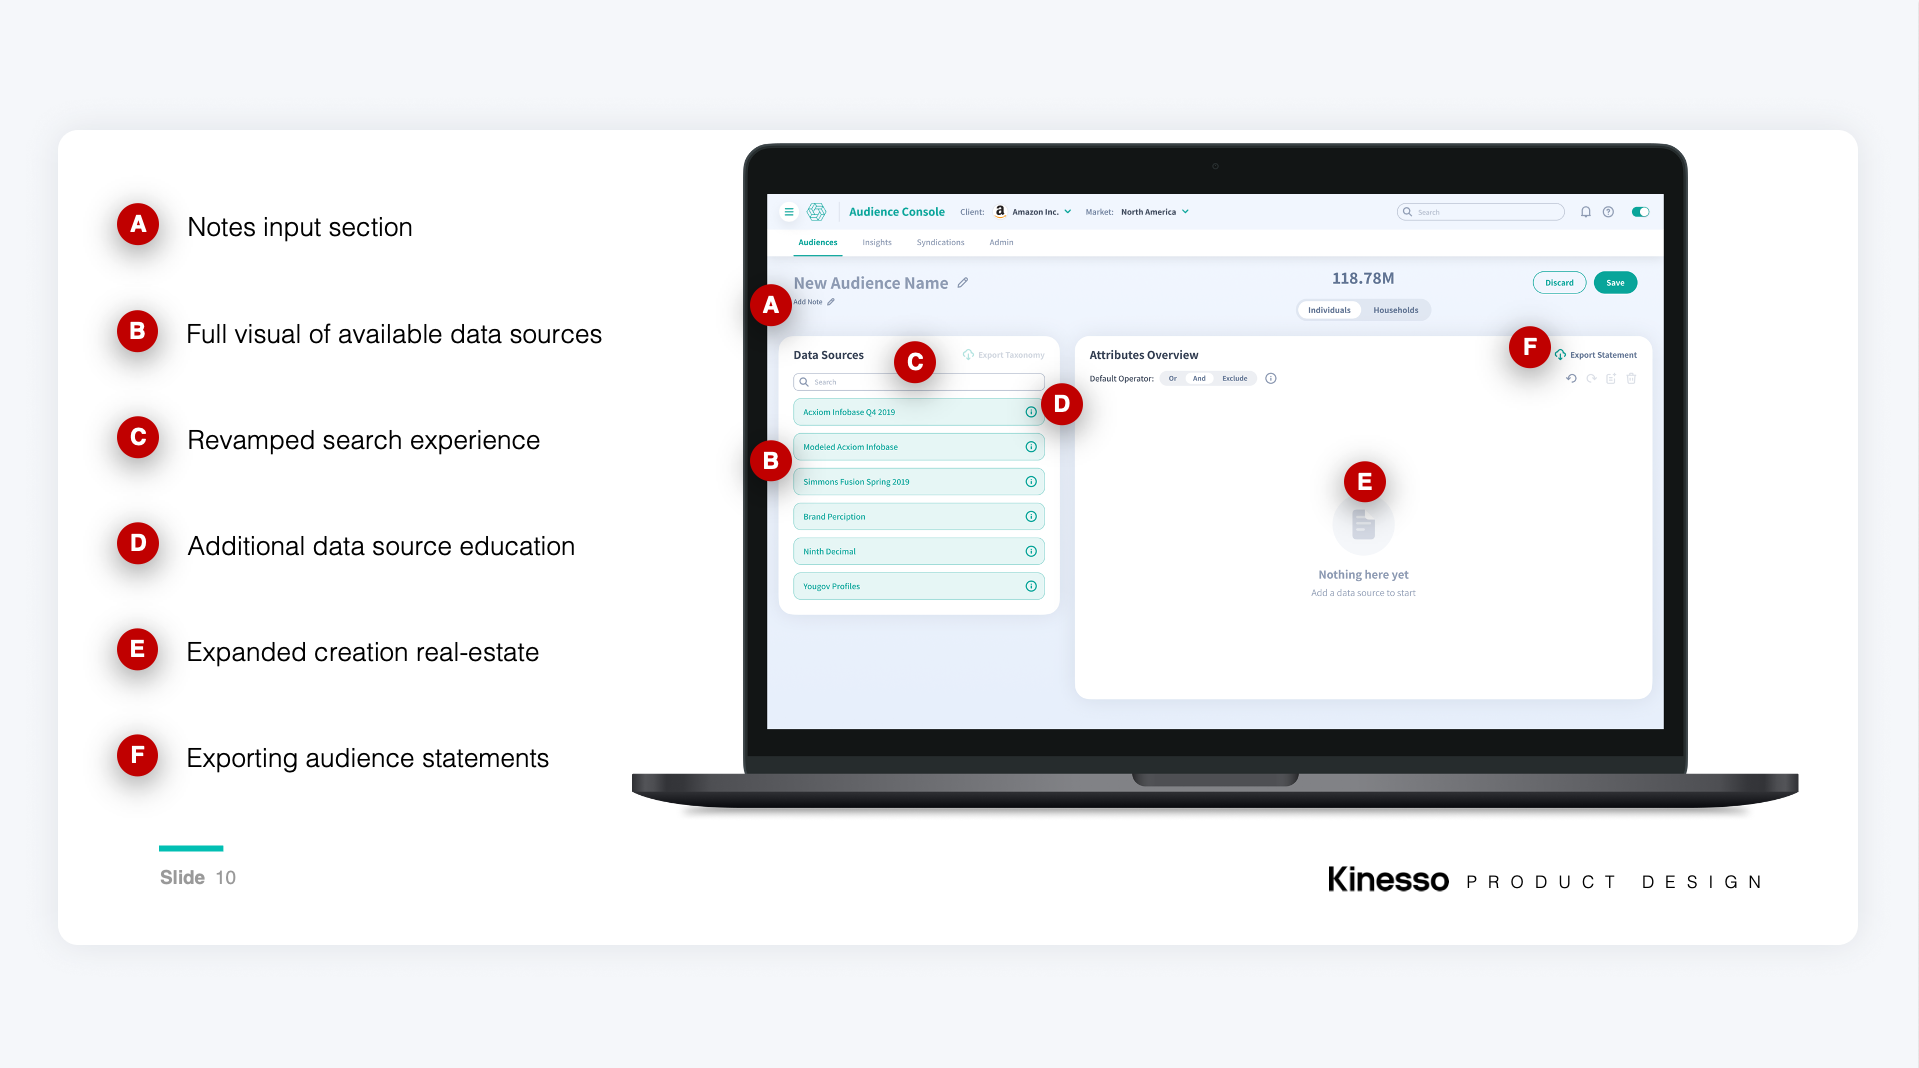 A Notes input section
B Full visual of available data sources
C Revamped search experience
D Additional data source education
E Expanded creation real-estate
F Exporting audience statements
Audience Console Client: a Amazon Inc. Market: North America Search
Audiences Insights Syndications Admin
New Audience Name
118.78M
Discard Save
A Add Note
Individuals Households
Data Sources
C
Export Taxonomy
Search
D
Acxiom Infobase Q4 2019
Modeled Acxiom Infobase
B
Simmons Fusion Spring 2019
Brand Perciption
Ninth Decimal
Yougov Profiles
Attributes Overview
F
Export Statement
Default Operator: Or And Exclude
E
Nothing here yet
Add a data source to start
Slide 10
Kinesso PRODUCT DESIGN